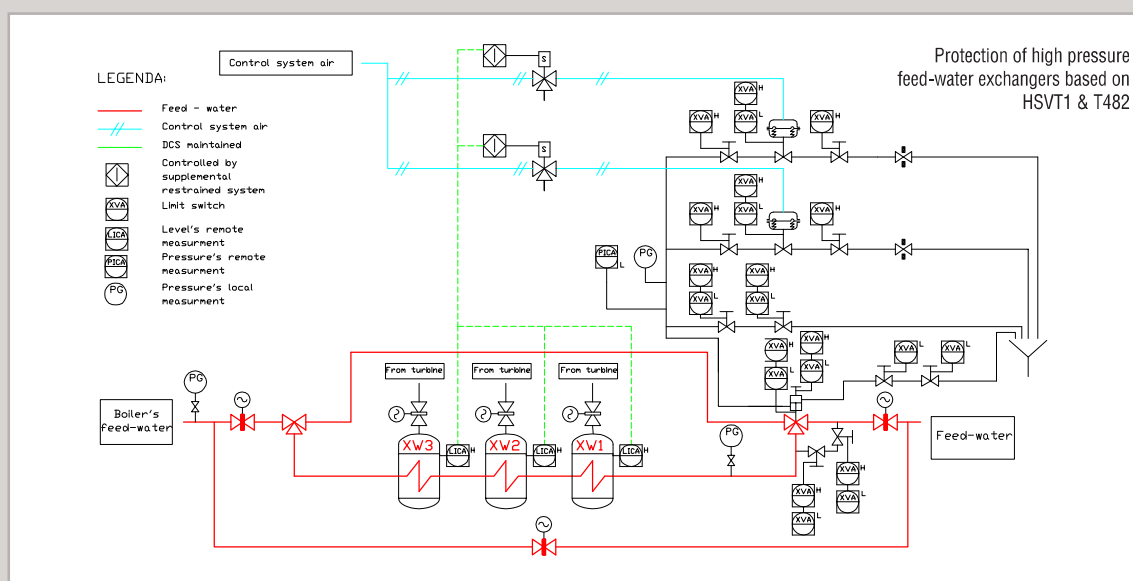 Protection of high pressure
feed-water exchangers based on
HSVT1 & T482
Control system air
LEGENDA:
Feed - water
Control system air
DCS maintained
Controlled by
supplemental
restrained system
XVA
Limit switch
LICA
Level's remote
measurment
PICA
Pressure's remote
measurment
PG
Pressure's local
measurment
S
S
XVA H
XVA H
XVA L
XVA H
XVA H
XVA H
XVA L
XVA H
PICA L
PG
XVA H
XVA L
XVA H
XVA L
XVA H
XVA L
XVA H
XVA L
XVA L
XVA L
From turbine
From turbine
From turbine
PG
Boiler's
feed-water
XW3
LICA H
XW2
LICA H
XW1
LICA H
PG
Feed-water
XVA H
XVA L
XVA H
XVA L